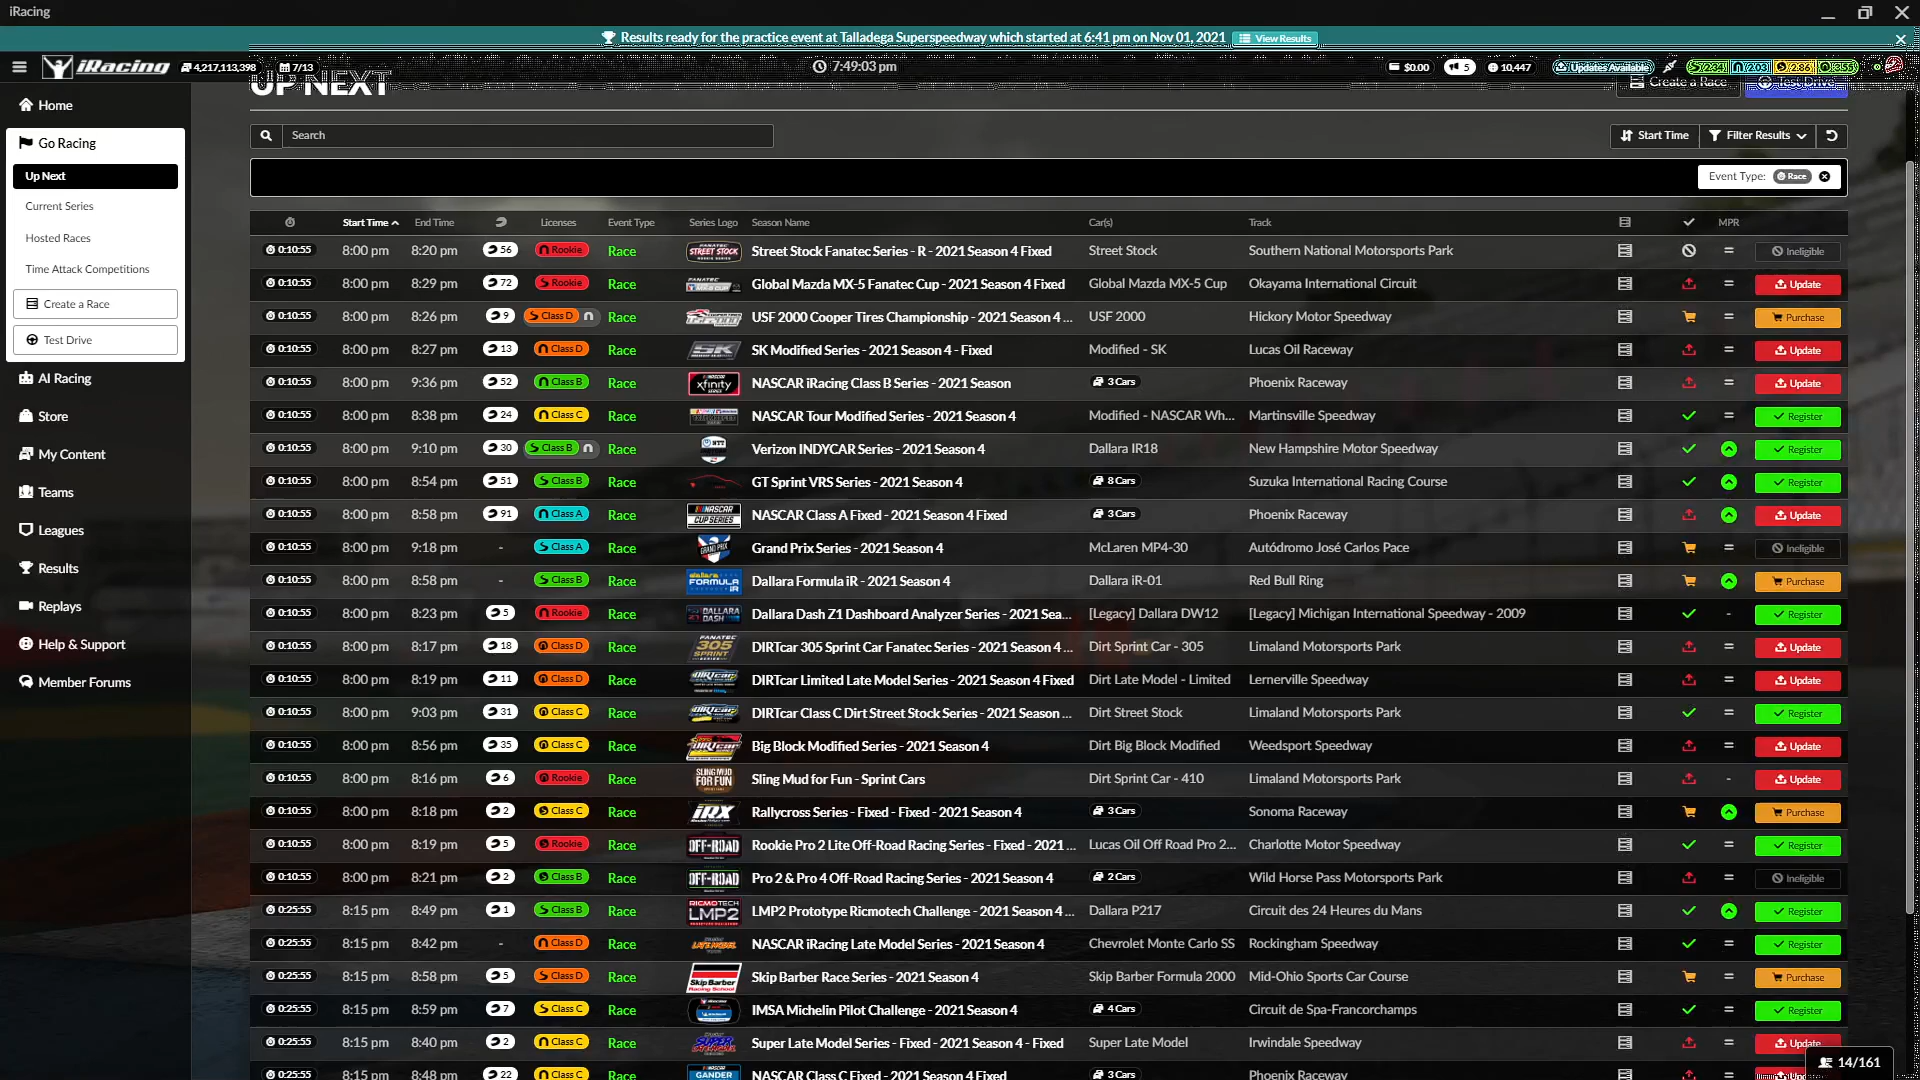 iRacing
Results ready for the practice event at Talladega Superspeedway which started at 6:41 pm on Nov 01, 2021 View Results
iRacing 4,217,113,398 7/13 7:49:03 pm $0.00 5 10,447 Updates Available
UP NEXT Create a Race Test Drive
Home
Go Racing
Up Next
Current Series
Hosted Races
Time Attack Competitions
Create a Race
Test Drive
AI Racing
Store
My Content
Teams
Leagues
Results
Replays
Help & Support
Member Forums
Search Start Time Filter Results
Event Type: Race
Start Time End Time Licenses Event Type Series Logo Season Name Car(s) Track MPR
0:10:55 8:00 pm 8:20 pm 56 Rookie Race Street Stock Fanatec Series - R - 2021 Season 4 Fixed Street Stock Southern National Motorsports Park = Ineligible
0:10:55 8:00 pm 8:29 pm 72 Rookie Race Global Mazda MX-5 Fanatec Cup - 2021 Season 4 Fixed Global Mazda MX-5 Cup Okayama International Circuit = Update
0:10:55 8:00 pm 8:26 pm 9 Class D Race USF 2000 Cooper Tires Championship - 2021 Season 4 ... USF 2000 Hickory Motor Speedway = Purchase
0:10:55 8:00 pm 8:27 pm 13 Class D Race SK SK Modified Series - 2021 Season 4 - Fixed Modified - SK Lucas Oil Raceway = Update
0:10:55 8:00 pm 9:36 pm 52 Class B Race xfinity NASCAR iRacing Class B Series - 2021 Season 3 Cars Phoenix Raceway = Update
0:10:55 8:00 pm 8:38 pm 24 Class C Race NASCAR Tour Modified Series - 2021 Season 4 Modified - NASCAR Wh... Martinsville Speedway = Register
0:10:55 8:00 pm 9:10 pm 30 Class B Race Verizon INDYCAR Series - 2021 Season 4 Dallara IR18 New Hampshire Motor Speedway Register
0:10:55 8:00 pm 8:54 pm 51 Class B Race GT Sprint VRS Series - 2021 Season 4 8 Cars Suzuka International Racing Course Register
0:10:55 8:00 pm 8:58 pm 91 Class A Race NASCAR CUP SERIES NASCAR Class A Fixed - 2021 Season 4 Fixed 3 Cars Phoenix Raceway Update
0:10:55 8:00 pm 9:18 pm - Class A Race GRAND PRIX Grand Prix Series - 2021 Season 4 McLaren MP4-30 Autódromo José Carlos Pace = Ineligible
0:10:55 8:00 pm 8:58 pm - Class B Race dallara FORMULA iR Dallara Formula iR - 2021 Season 4 Dallara iR-01 Red Bull Ring Purchase
0:10:55 8:00 pm 8:23 pm 5 Rookie Race DALLARA DASH Dallara Dash Z1 Dashboard Analyzer Series - 2021 Sea... [Legacy] Dallara DW12 [Legacy] Michigan International Speedway - 2009 - Register
0:10:55 8:00 pm 8:17 pm 18 Class D Race FANATEC 305 SPRINT DIRTcar 305 Sprint Car Fanatec Series - 2021 Season 4 ... Dirt Sprint Car - 305 Limaland Motorsports Park = Update
0:10:55 8:00 pm 8:19 pm 11 Class D Race DIRTcar DIRTcar Limited Late Model Series - 2021 Season 4 Fixed Dirt Late Model - Limited Lernerville Speedway = Update
0:10:55 8:00 pm 9:03 pm 31 Class C Race DIRTcar DIRTcar Class C Dirt Street Stock Series - 2021 Season ... Dirt Street Stock Limaland Motorsports Park = Register
0:10:55 8:00 pm 8:56 pm 35 Class C Race DIRTcar Big Block Modified Series - 2021 Season 4 Dirt Big Block Modified Weedsport Speedway = Update
0:10:55 8:00 pm 8:16 pm 6 Rookie Race SLING MUD FOR FUN Sling Mud for Fun - Sprint Cars Dirt Sprint Car - 410 Limaland Motorsports Park - Update
0:10:55 8:00 pm 8:18 pm 2 Class C Race iRX Rallycross Series - Fixed - Fixed - 2021 Season 4 3 Cars Sonoma Raceway Purchase
0:10:55 8:00 pm 8:19 pm 5 Rookie Race OFF-ROAD Rookie Pro 2 Lite Off-Road Racing Series - Fixed - 2021 ... Lucas Oil Off Road Pro 2... Charlotte Motor Speedway = Register
0:10:55 8:00 pm 8:21 pm 2 Class B Race OFF-ROAD Pro 2 & Pro 4 Off-Road Racing Series - 2021 Season 4 2 Cars Wild Horse Pass Motorsports Park = Ineligible
0:25:55 8:15 pm 8:49 pm 1 Class B Race RICMOTECH LMP2 LMP2 Prototype Ricmotech Challenge - 2021 Season 4 ... Dallara P217 Circuit des 24 Heures du Mans Register
0:25:55 8:15 pm 8:42 pm - Class D Race NASCAR iRacing Late Model Series - 2021 Season 4 Chevrolet Monte Carlo SS Rockingham Speedway = Register
0:25:55 8:15 pm 8:58 pm 5 Class D Race Skip Barber Racing School Skip Barber Race Series - 2021 Season 4 Skip Barber Formula 2000 Mid-Ohio Sports Car Course = Purchase
0:25:55 8:15 pm 8:59 pm 7 Class C Race IMSA Michelin Pilot Challenge - 2021 Season 4 4 Cars Circuit de Spa-Francorchamps = Register
0:25:55 8:15 pm 8:40 pm 2 Class C Race SUPER Super Late Model Series - Fixed - 2021 Season 4 - Fixed Super Late Model Irwindale Speedway = Update
0:25:55 8:15 pm 8:48 pm 22 Class C Race GANDER NASCAR Class C Fixed - 2021 Season 4 Fixed 3 Cars Phoenix Raceway =
14/161